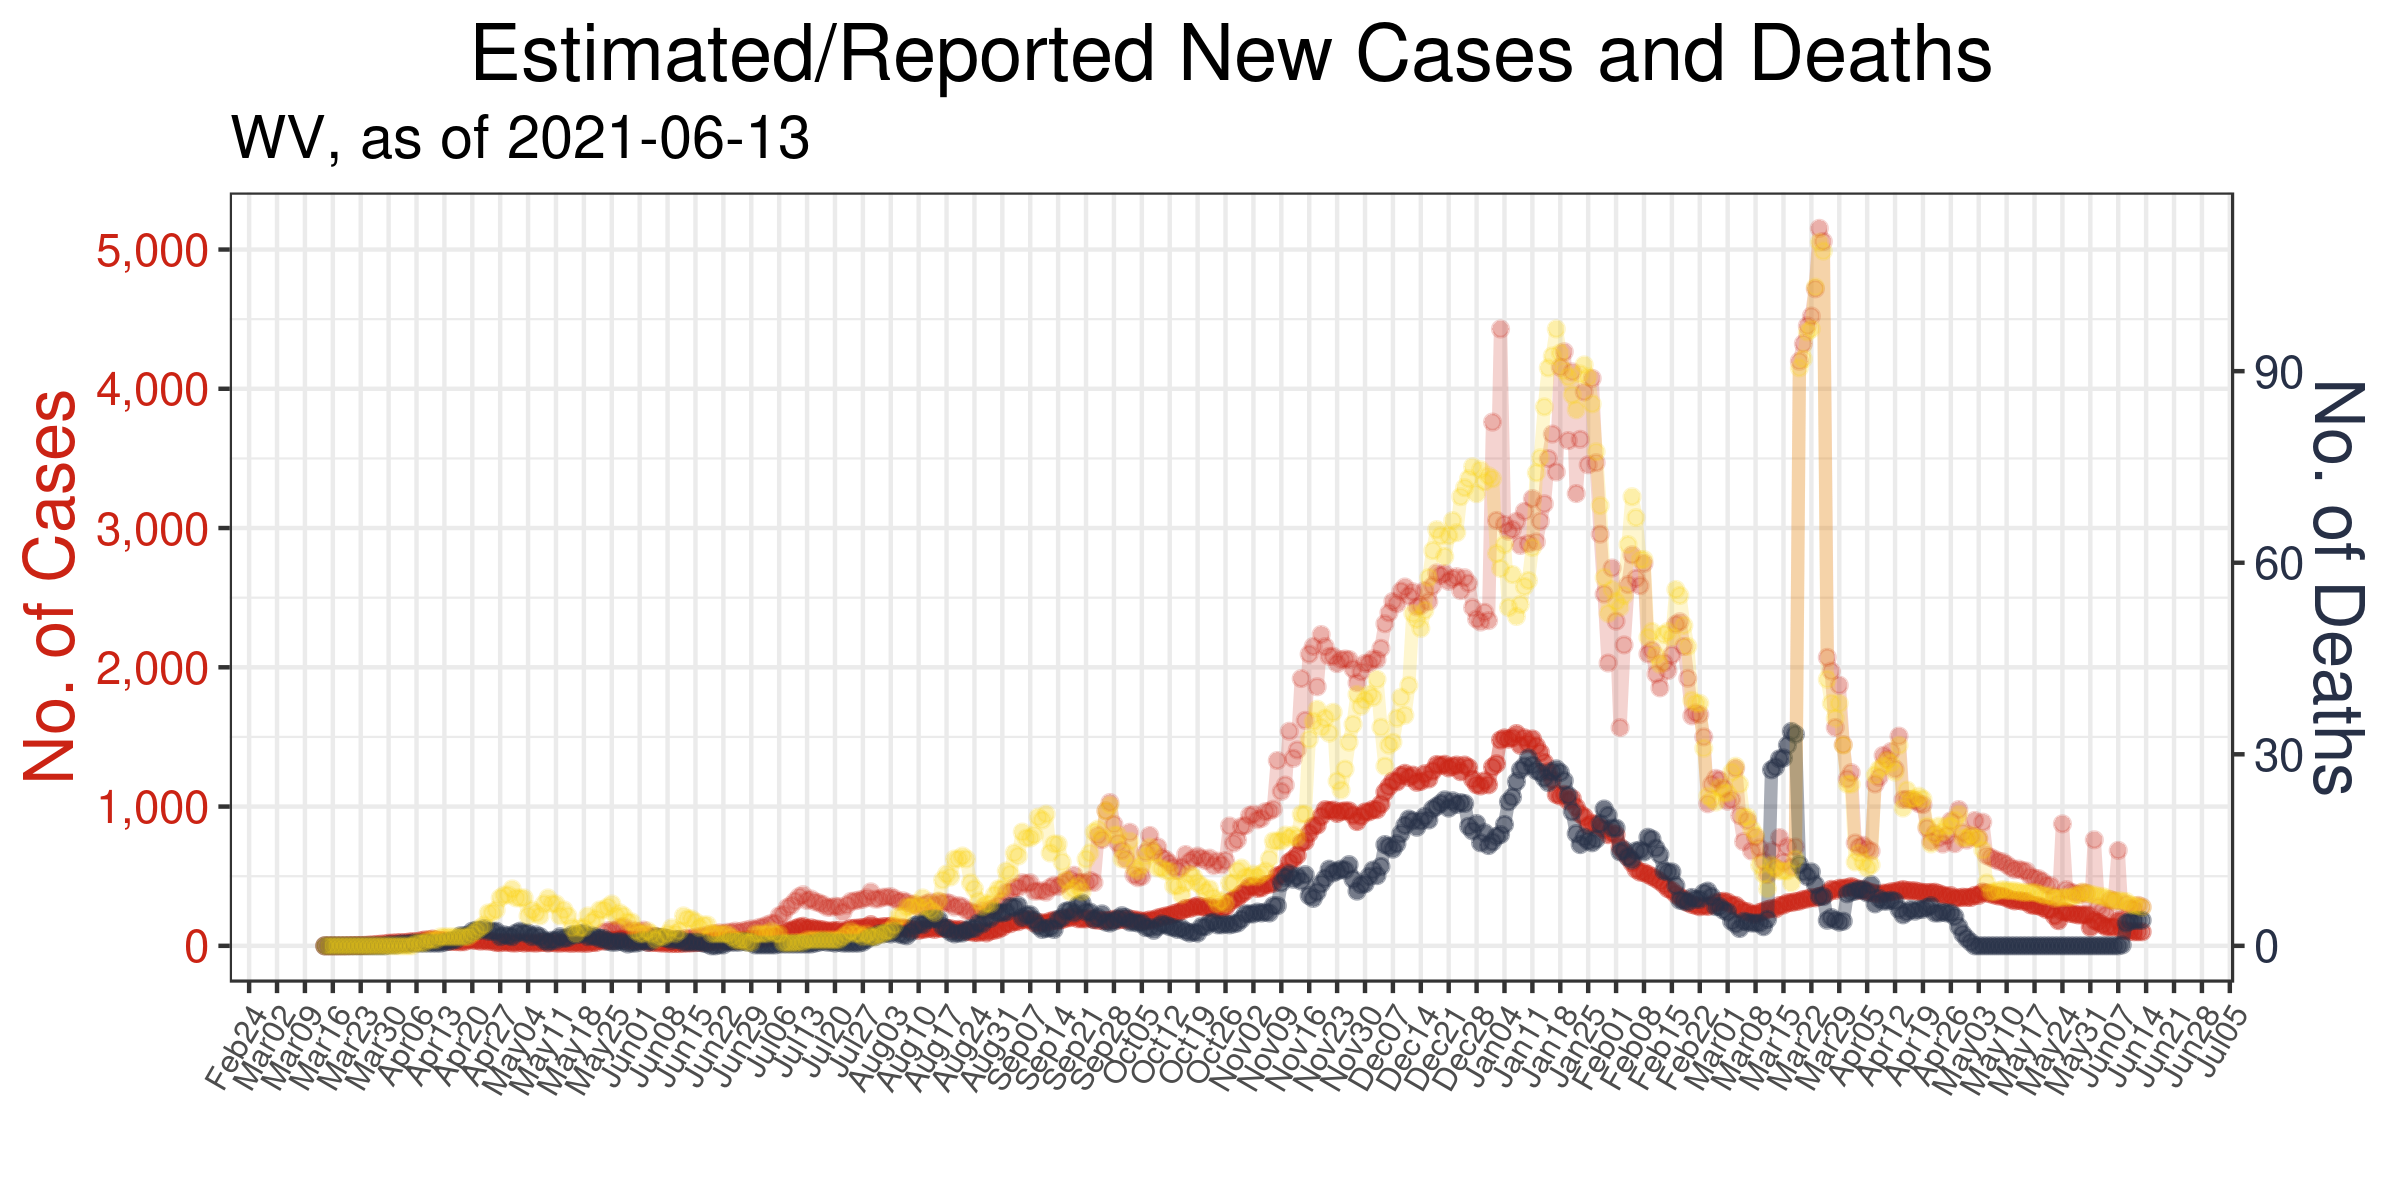 Estimated/Reported New Cases and Deaths
WV, as of 2021-06-13
No. of Cases
5,000
4,000
3,000
2,000
1,000
0
90
60
30
0
No. of Deaths
Feb24
Mar02
Mar09
Mar16
Mar23
Mar30
Apr06
Apr13
Apr20
Apr27
May04
May11
May18
May25
Jun01
Jun08
Jun15
Jun22
Jun29
Jul06
Jul13
Jul20
Jul27
Aug03
Aug10
Aug17
Aug24
Aug31
Sep07
Sep14
Sep21
Sep28
Oct05
Oct12
Oct19
Oct26
Nov02
Nov09
Nov16
Nov23
Nov30
Nov07
Dec14
Dec21
Dec28
Dec04
Jan11
Jan18
Jan25
Feb01
Feb08
Feb15
Feb22
Mar01
Mar08
Mar15
Mar22
Mar29
Mar05
Apr12
Apr19
Apr26
May03
May10
May17
May24
May31
May07
Jun14
Jun21
Jun28
Jul05